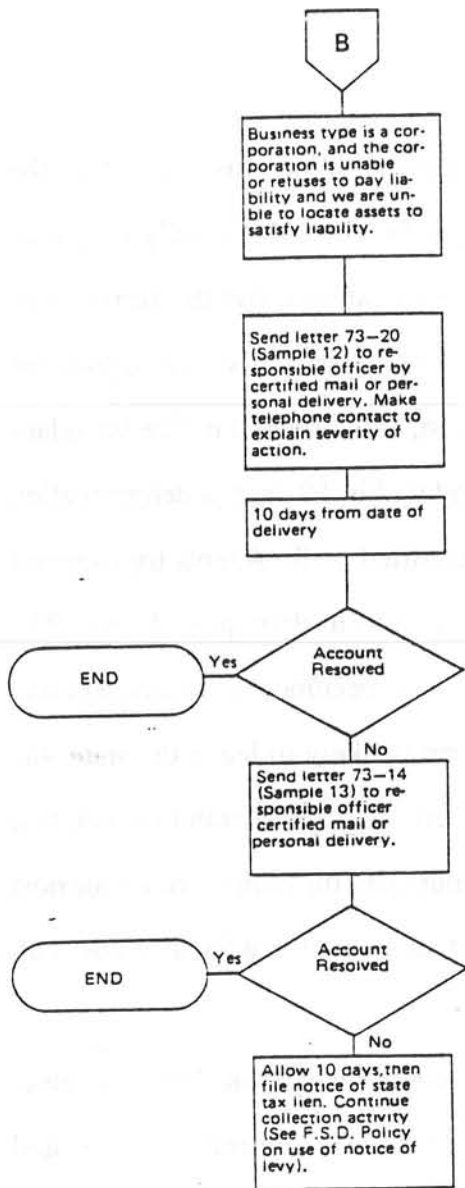 B
Business type is a cor-
poration, and the cor-
poration is unable
or refuses to pay lia-
bility and we are un-
ble to locate assets to
satisfy liability.
Send letter 73-20
(Sample 12) to re-
sponsible officer by
certified mail or per-
sonal delivery. Make
telephone contact to
explain severity of
action.
10 days from date of
delivery
END
Yes
Account
Resolved
No
Send letter 73-14
(Sample 13) to re-
sponsible officer
certified mail or
personal delivery.
END
Yes
Account
Resolved
No
Allow 10 days, then
file notice of state
tax lien. Continue
collection activity
(See F.S.D. Policy
on use of notice of
levy).